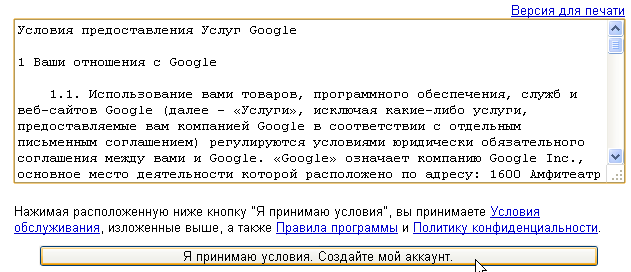 Версия для печати
Условия предоставления Услуг Google
1 Ваши отношения с Google
1.1. Использование вами товаров, программного обеспечения, служб и
веб-сайтов Google (далее – «Услуги», исключая какие-либо услуги,
предоставляемые вам компанией Google в соответствии с отдельным
письменным соглашением) регулируются условиями юридически обязательного
соглашения между вами и Google. «Google» означает компанию Google Inc.,
основное место деятельности которой расположено по адресу: 1600 Амфитеатр
Нажимая расположенную ниже кнопку "Я принимаю условия", вы принимаете Условия
обслуживания, изложенные выше, а также Правила программы и Политику конфиденциальности.
Я принимаю условия. Создайте мой аккаунт.